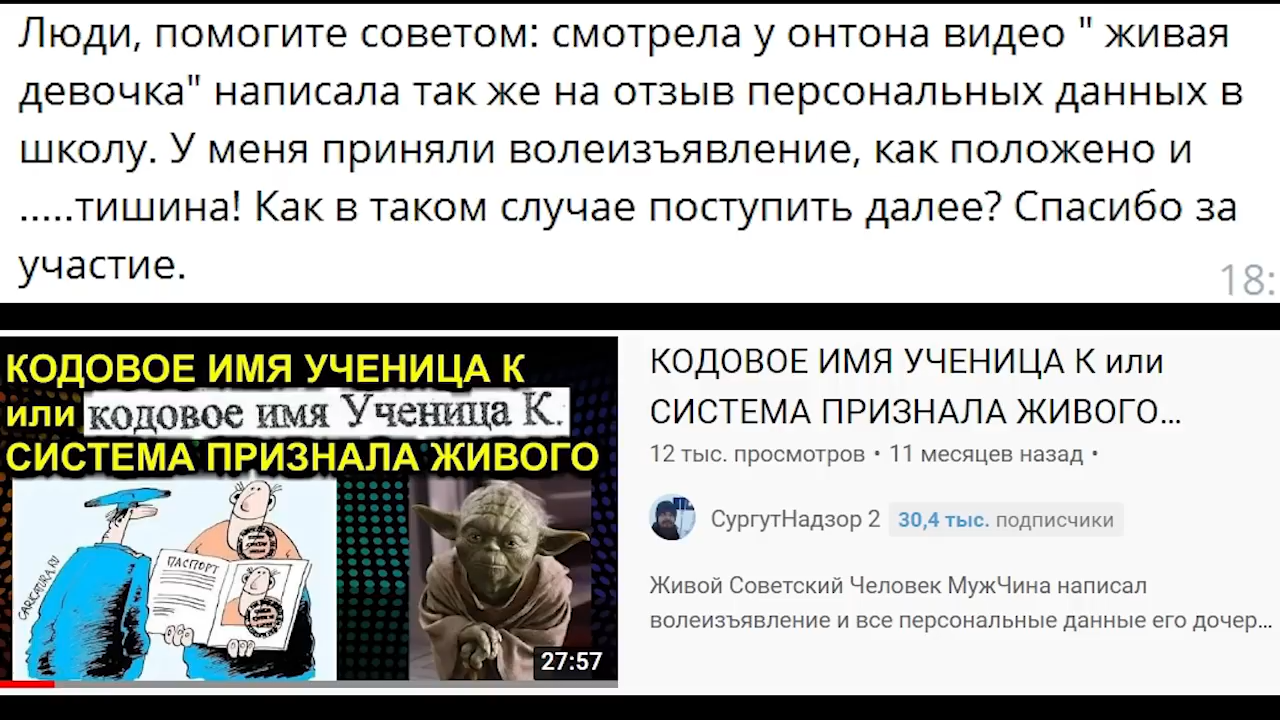 Люди, помогите советом: смотрела у онтона видео " живая
девочка" написала так же на отзыв персональных данных в
школу. У меня приняли волеизъявление, как положено и
.....тишина! Как в таком случае поступить далее? Спасибо за
участие.
18:
КОДОВОЕ ИМЯ УЧЕНИЦА К
или кодовое имя Ученица К.
СИСТЕМА ПРИЗНАЛА ЖИВОГО
ПАСПОРТ
CARICATURA.RU
27:57
КОДОВОЕ ИМЯ УЧЕНИЦА К или
СИСТЕМА ПРИЗНАЛА ЖИВОГО...
12 тыс. просмотров • 11 месяцев назад •
СургутНадзор 2 30,4 тыс. подписчики
Живой Советский Человек МужЧина написал
волеизъявление и все персональные данные его дочер...